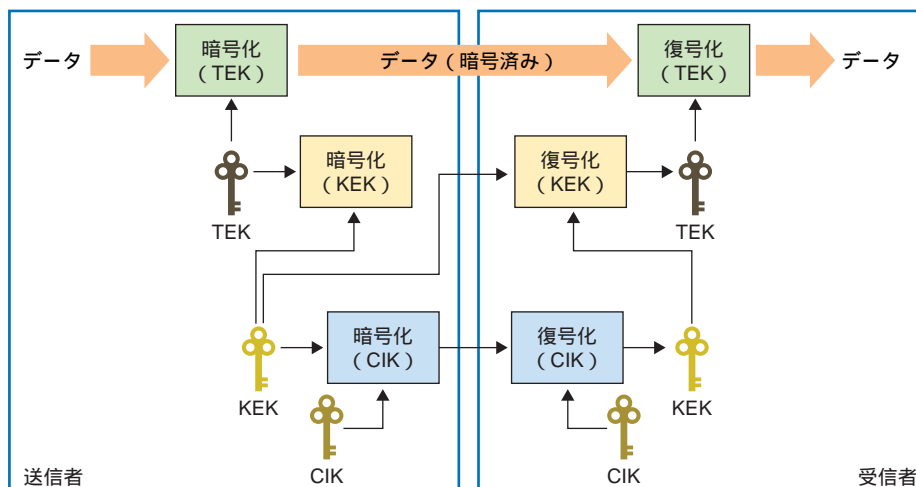 データ
暗号化
（TEK）
データ（暗号済み）
復号化
（TEK）
データ
TEK
暗号化
（KEK）
復号化
（KEK）
TEK
KEK
暗号化
（CIK）
復号化
（CIK）
KEK
CIK
CIK
送信者
受信者